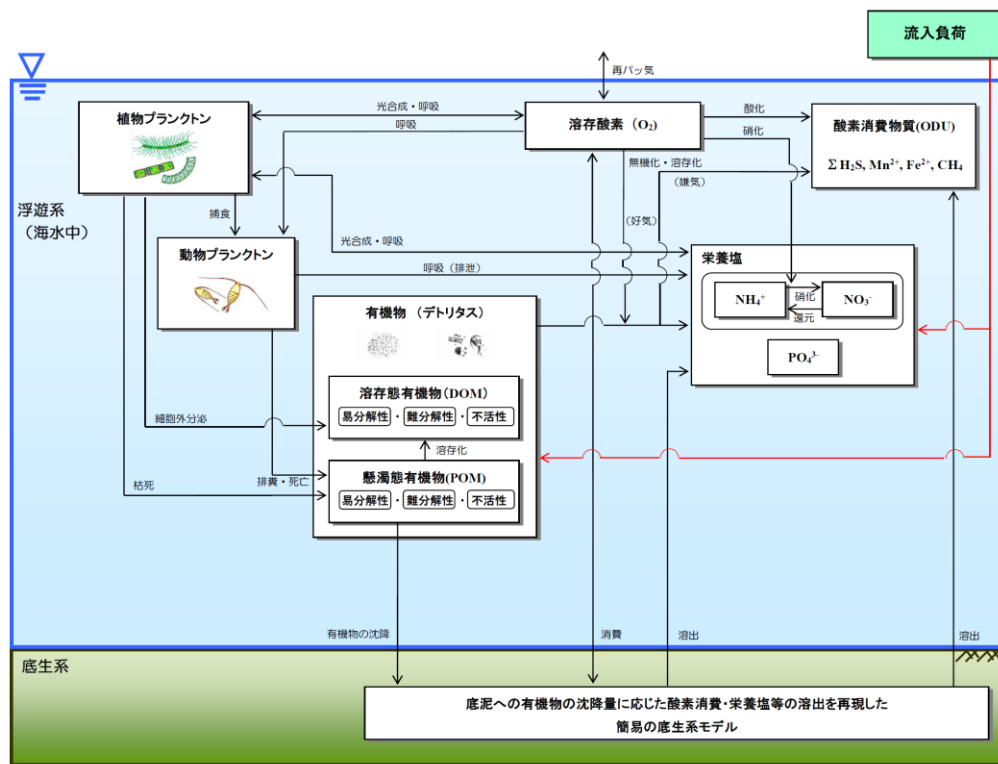 流入負荷
再バッ気
植物プランクトン
光合成・呼吸
呼吸
溶存酸素（O₂）
酸化
硝化
酸素消費物質(ODU)
ΣH₂S, Mn²⁺, Fe²⁺, CH₄
無機化・溶存化
（嫌気）
（好気）
浮遊系
（海水中）
捕食
光合成・呼吸
動物プランクトン
呼吸（排泄）
栄養塩
NH₄⁺
硝化
還元
NO₃⁻
PO₄³⁻
有機物（デトリタス）
溶存態有機物（DOM）
易分解性・難分解性・不活性
細胞外分泌
溶存化
懸濁態有機物(POM)
易分解性・難分解性・不活性
枯死
排糞・死亡
有機物の沈降
消費
溶出
溶出
底生系
底泥への有機物の沈降量に応じた酸素消費・栄養塩等の溶出を再現した
簡易の底生系モデル